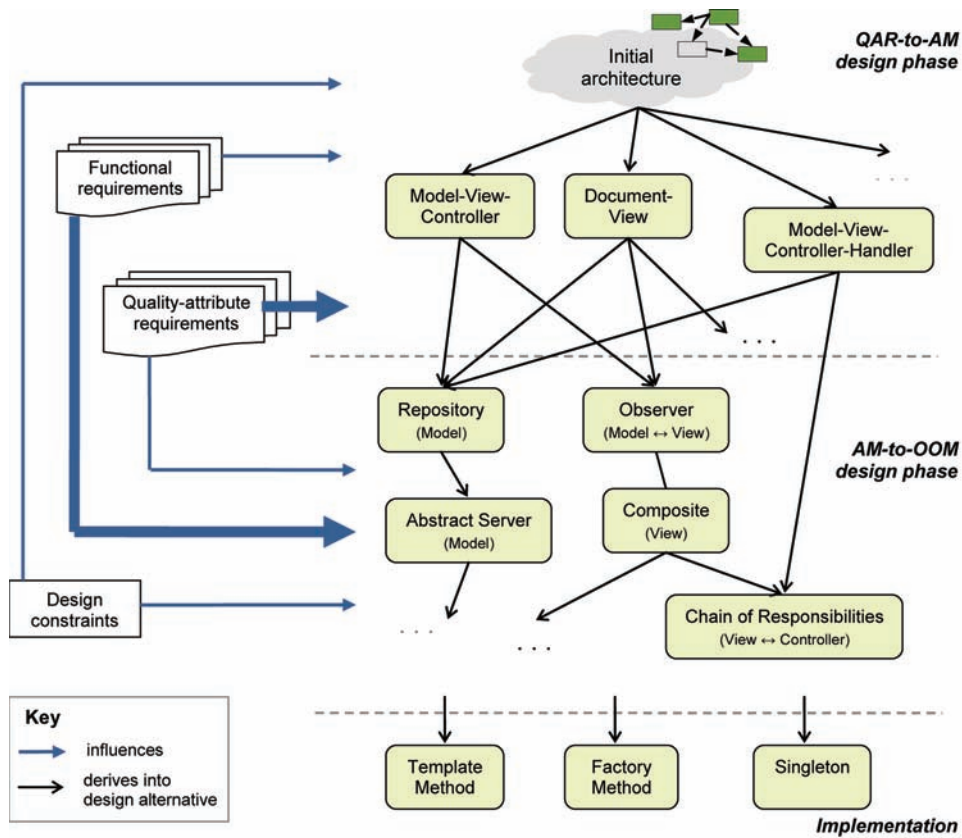 QAR-to-AM
design phase
Initial
architecture
Functional
requirements
. . .
Model-View-
Controller
Document-
View
Model-View-
Controller-Handler
Quality-attribute
requirements
. . .
Repository
(Model)
Observer
(Model ↔ View)
AM-to-OOM
design phase
Abstract Server
(Model)
Composite
(View)
Design
constraints
. . .
. . .
Chain of Responsibilities
(View ↔ Controller)
Key
influences
derives into
design alternative
Template
Method
Factory
Method
Singleton
Implementation